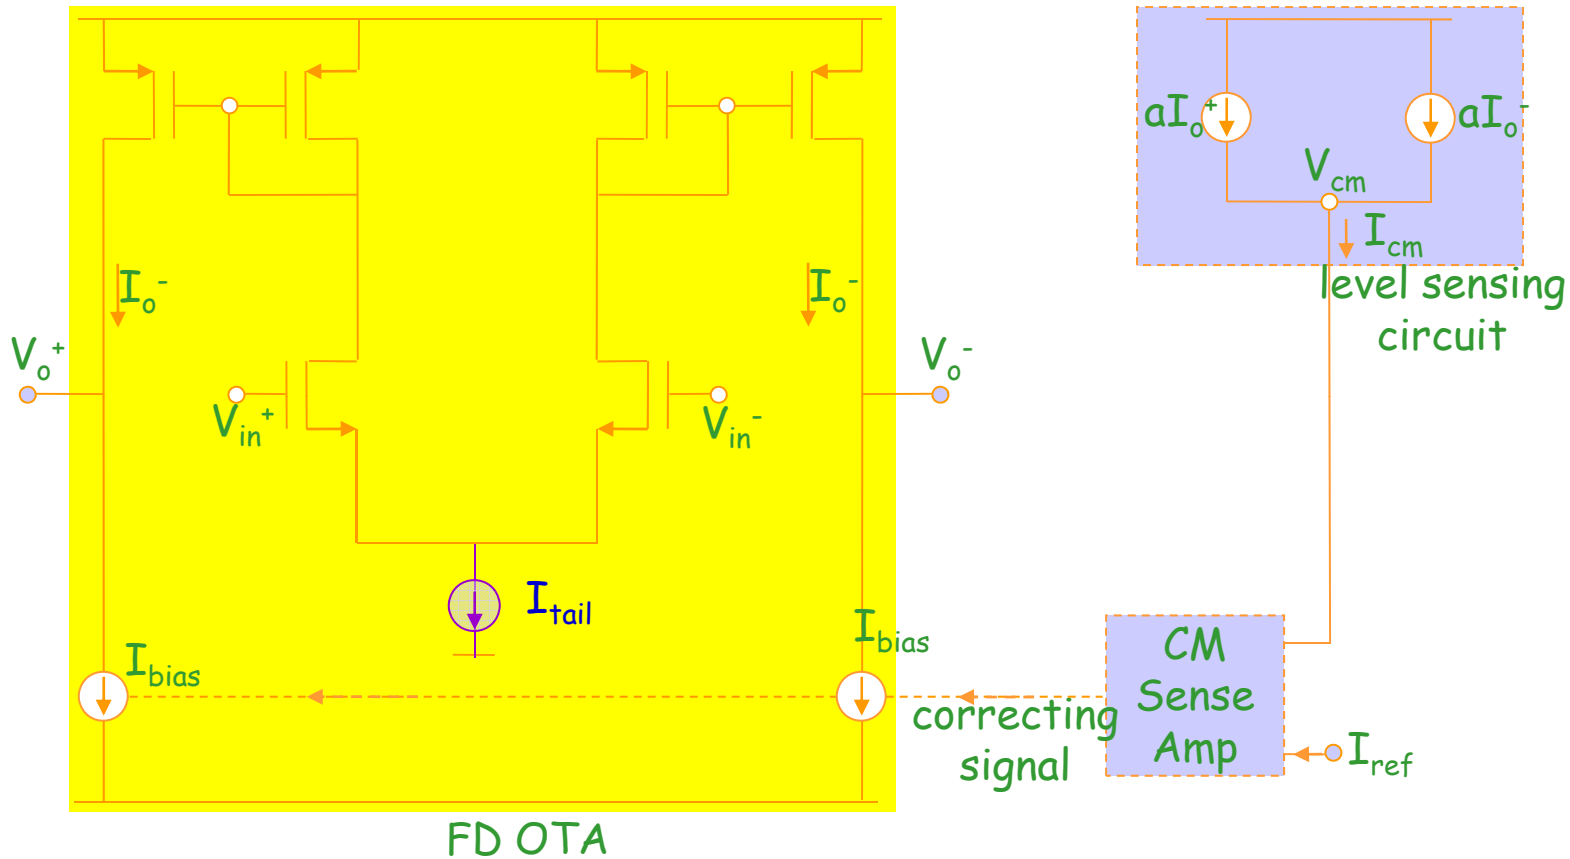 aIo+
aIo-
Vcm
Icm
level sensing
circuit
Io-
Io-
Vo+
Vo-
Vin+
Vin-
Itail
Ibias
Ibias
correcting
signal
CM
Sense
Amp
Iref
FD OTA